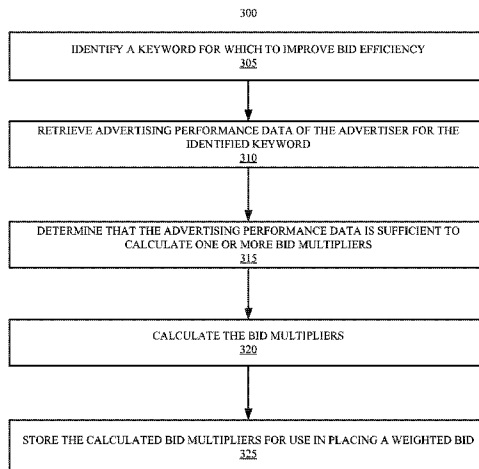 300
IDENTIFY A KEYWORD FOR WHICH TO IMPROVE BID EFFICIENCY
305
RETRIEVE ADVERTISING PERFORMANCE DATA OF THE ADVERTISER FOR THE
IDENTIFIED KEYWORD
310
DETERMINE THAT THE ADVERTISING PERFORMANCE DATA IS SUFFICIENT TO
CALCULATE ONE OR MORE BID MULTIPLIERS
315
CALCULATE THE BID MULTIPLIERS
320
STORE THE CALCULATED BID MULTIPLIERS FOR USE IN PLACING A WEIGHTED BID
325